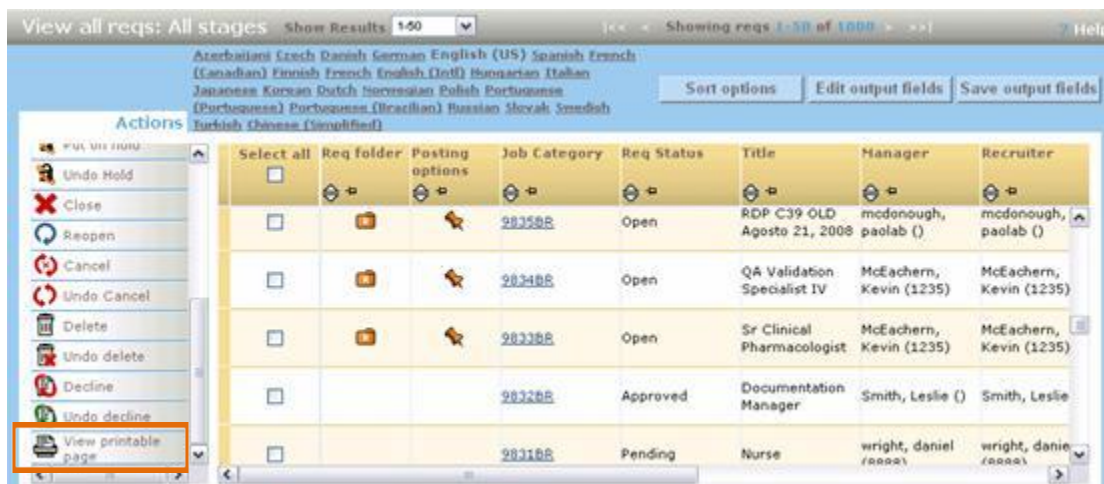 View all reqs: All stages Show Results 1-50 |<< < Showing reqs 1-50 of 1000 > >>| ? Help
Azerbaijani Czech Danish German English (US) Spanish French
(Canadian) Finnish French English (Intl) Hungarian Italian
Japanese Korean Dutch Norwegian Polish Portuguese
(Portuguese) Portuguese (Brazilian) Russian Slovak Swedish
Turkish Chinese (Simplified)
Sort options Edit output fields Save output fields
Actions
Put on hold
Undo Hold
Close
Reopen
Cancel
Undo Cancel
Delete
Undo delete
Decline
Undo decline
View printable
page
Select all Req folder Posting Job Category Req Status Title Manager Recruiter
options
RDP C39 OLD mcdonough, mcdonough,
9835BR Open
Agosto 21, 2008 paolab () paolab ()
QA Validation McEachern, McEachern,
9834BR Open
Specialist IV Kevin (1235) Kevin (1235)
Sr Clinical McEachern, McEachern,
9833BR Open
Pharmacologist Kevin (1235) Kevin (1235)
Documentation
9832BR Approved Smith, Leslie () Smith, Leslie
Manager
wright, daniel wright, danie
9831BR Pending Nurse